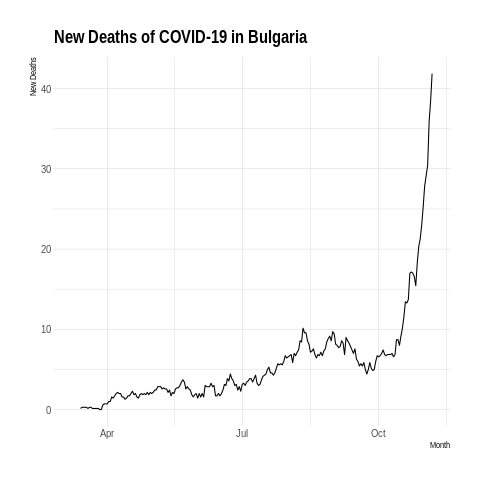 New Deaths of COVID-19 in Bulgaria
New Deaths
40
30
20
10
0
Apr
Jul
Oct
Month